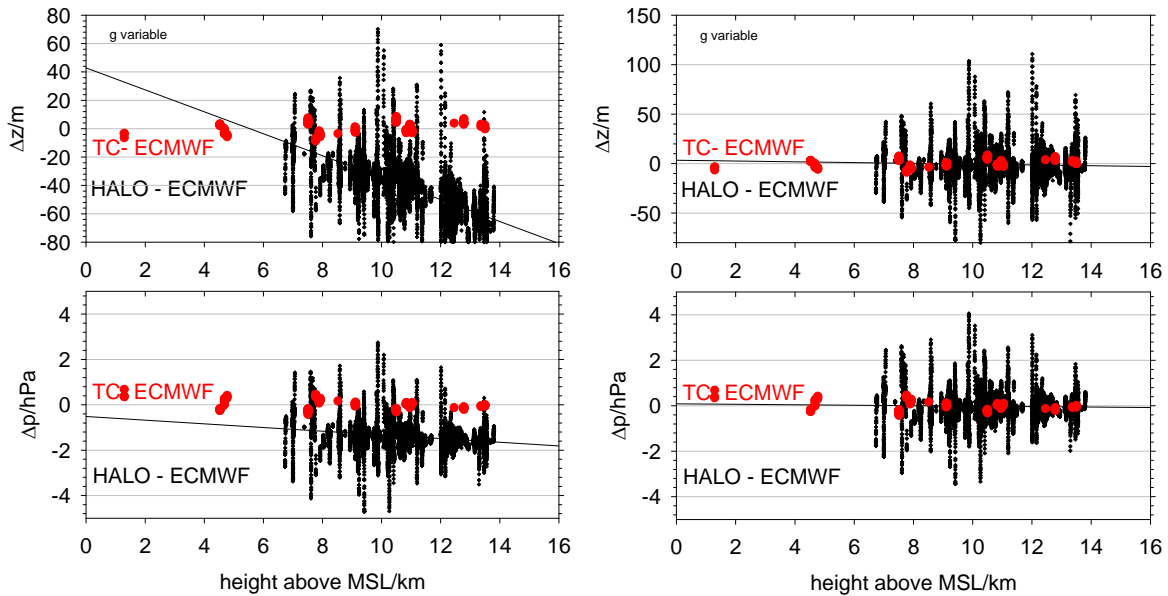 80
60
40
20
0
-20
-40
-60
-80
Δz/m
g variable
TC- ECMWF
HALO - ECMWF
0 2 4 6 8 10 12 14 16
150
100
50
0
-50
Δz/m
g variable
TC- ECMWF
HALO - ECMWF
0 2 4 6 8 10 12 14 16
4
2
0
-2
-4
Δp/hPa
TC- ECMWF
HALO - ECMWF
0 2 4 6 8 10 12 14 16
height above MSL/km
4
2
0
-2
-4
Δp/hPa
TC- ECMWF
HALO - ECMWF
0 2 4 6 8 10 12 14 16
height above MSL/km